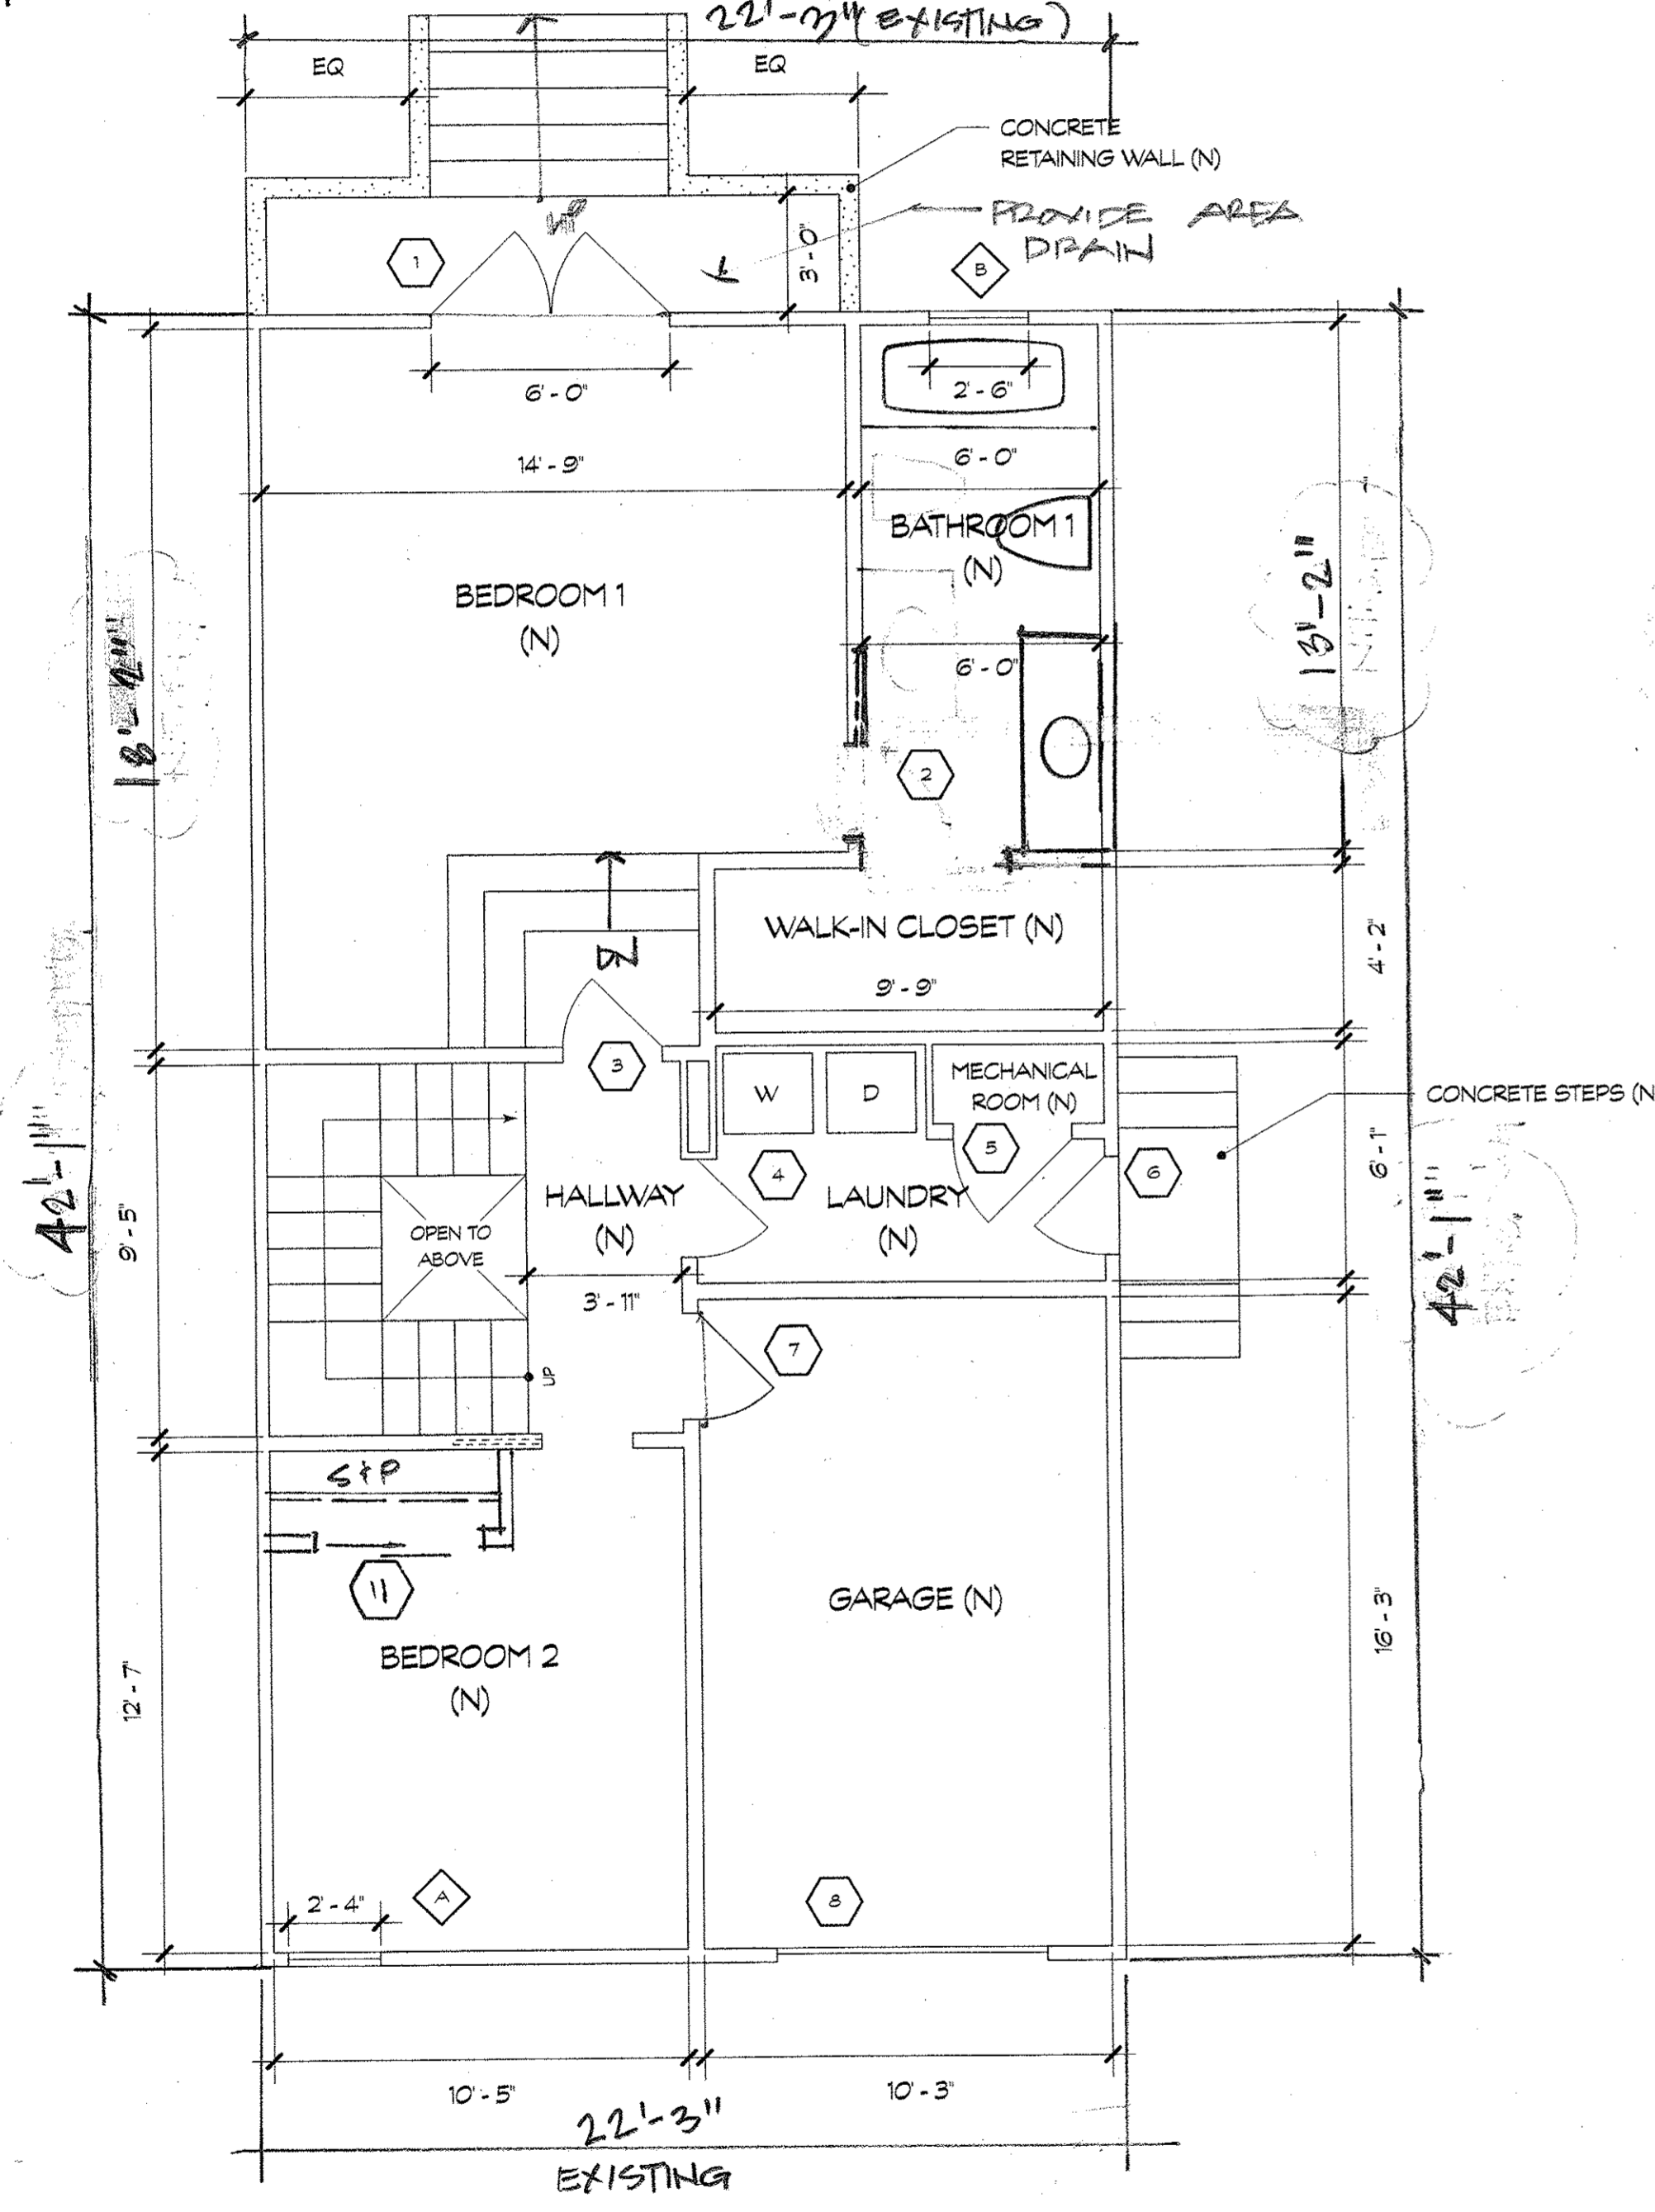 22'-3" (EXISTING)
EQ
EQ
CONCRETE
RETAINING WALL (N)
UP
PROVIDE AREA
DRAIN
1
3'-0"
B
6'-0"
2'-6"
14'-9"
6'-0"
BATHROOM 1
(N)
BEDROOM 1
(N)
13"-2"
18'-2"
6'-0"
2
WALK-IN CLOSET (N)
4'-2"
9'-9"
3
W
D
MECHANICAL
ROOM (N)
CONCRETE STEPS (N
42'-1"
9'-5"
4
5
6
6'-1"
HALLWAY
(N)
LAUNDRY
(N)
OPEN TO
ABOVE
42'-1"
3'-11"
7
UP
S&P
11
GARAGE (N)
16'-3"
BEDROOM 2
(N)
12'-7"
2'-4"
A
8
10'-5"
10'-3"
22'-3"
EXISTING